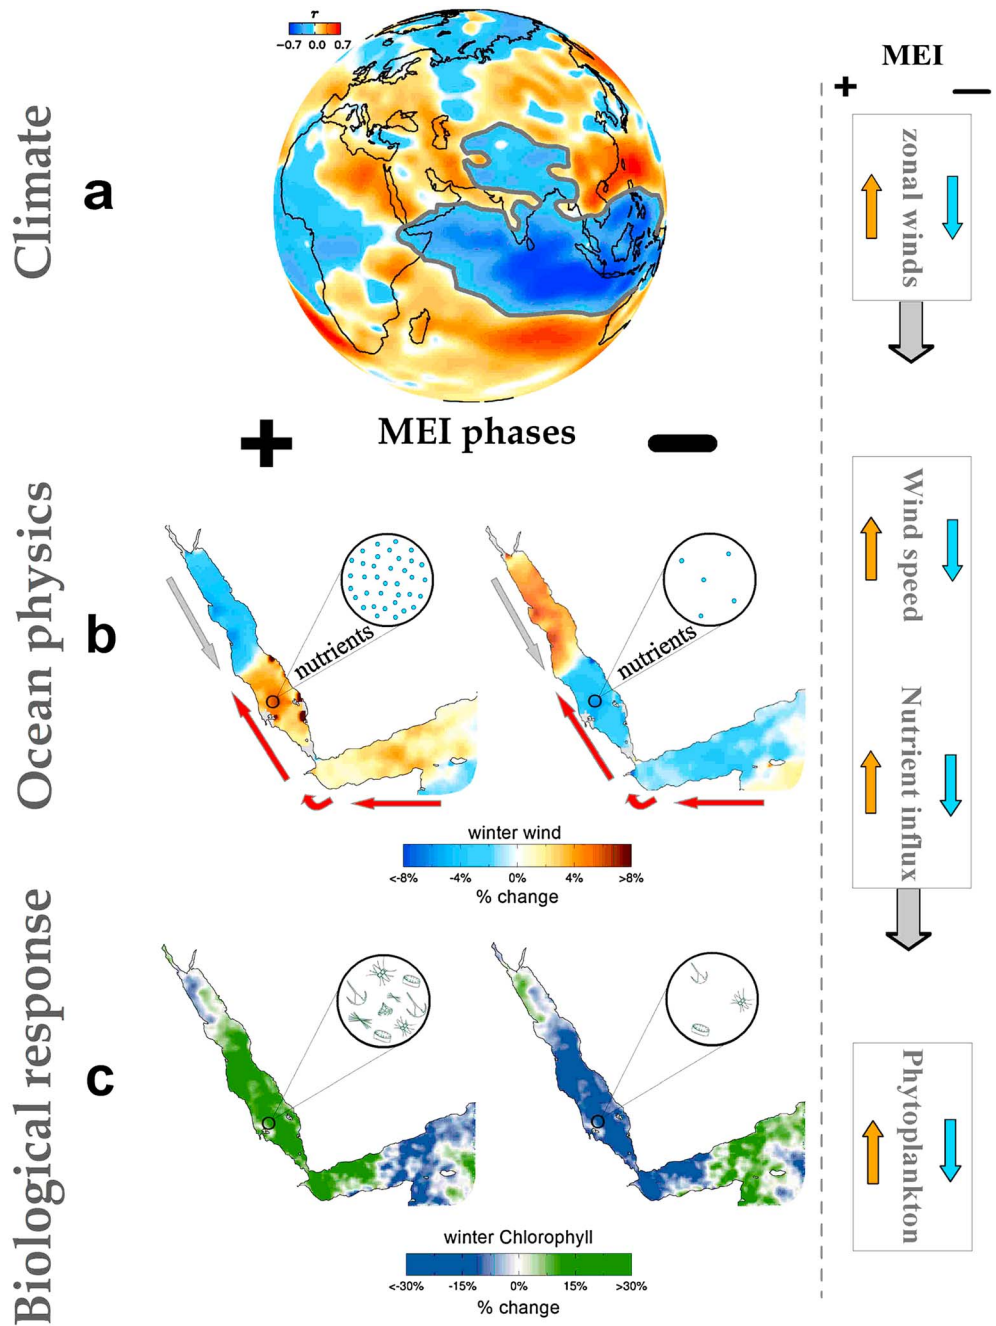 r
−0.7 0.0 0.7
MEI
+ −
Climate
a
zonal winds
+ MEI phases −
Ocean physics
b
nutrients
nutrients
Wind speed
Nutrient influx
winter wind
<-8% -4% 0% 4% >8%
% change
Biological response
c
Phytoplankton
winter Chlorophyll
<-30% -15% 0% 15% >30%
% change